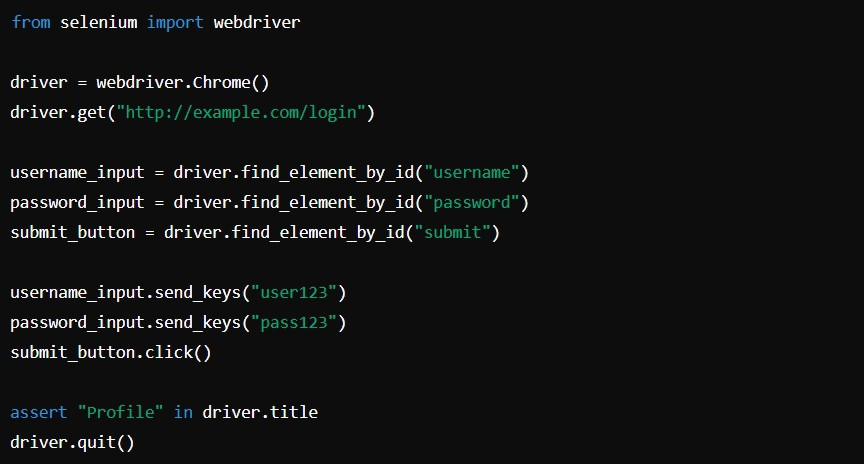 from selenium import webdriver
driver = webdriver.Chrome()
driver.get("http://example.com/login")
username_input = driver.find_element_by_id("username")
password_input = driver.find_element_by_id("password")
submit_button = driver.find_element_by_id("submit")
username_input.send_keys("user123")
password_input.send_keys("pass123")
submit_button.click()
assert "Profile" in driver.title
driver.quit()